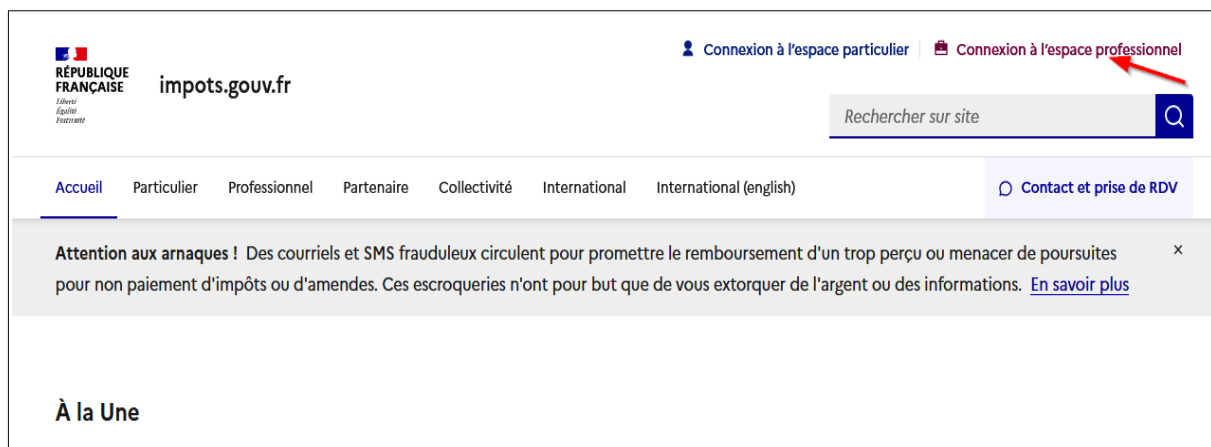 Connexion à l'espace particulier
Connexion à l'espace professionnel
RÉPUBLIQUE
FRANÇAISE
Liberté
Égalité
Fraternité
impots.gouv.fr
Rechercher sur site
Accueil Particulier Professionnel Partenaire Collectivité International International (english) Contact et prise de RDV
Attention aux arnaques ! Des courriels et SMS frauduleux circulent pour promettre le remboursement d'un trop perçu ou menacer de poursuites
pour non paiement d'impôts ou d'amendes. Ces escroqueries n'ont pour but que de vous extorquer de l'argent ou des informations. En savoir plus
À la Une